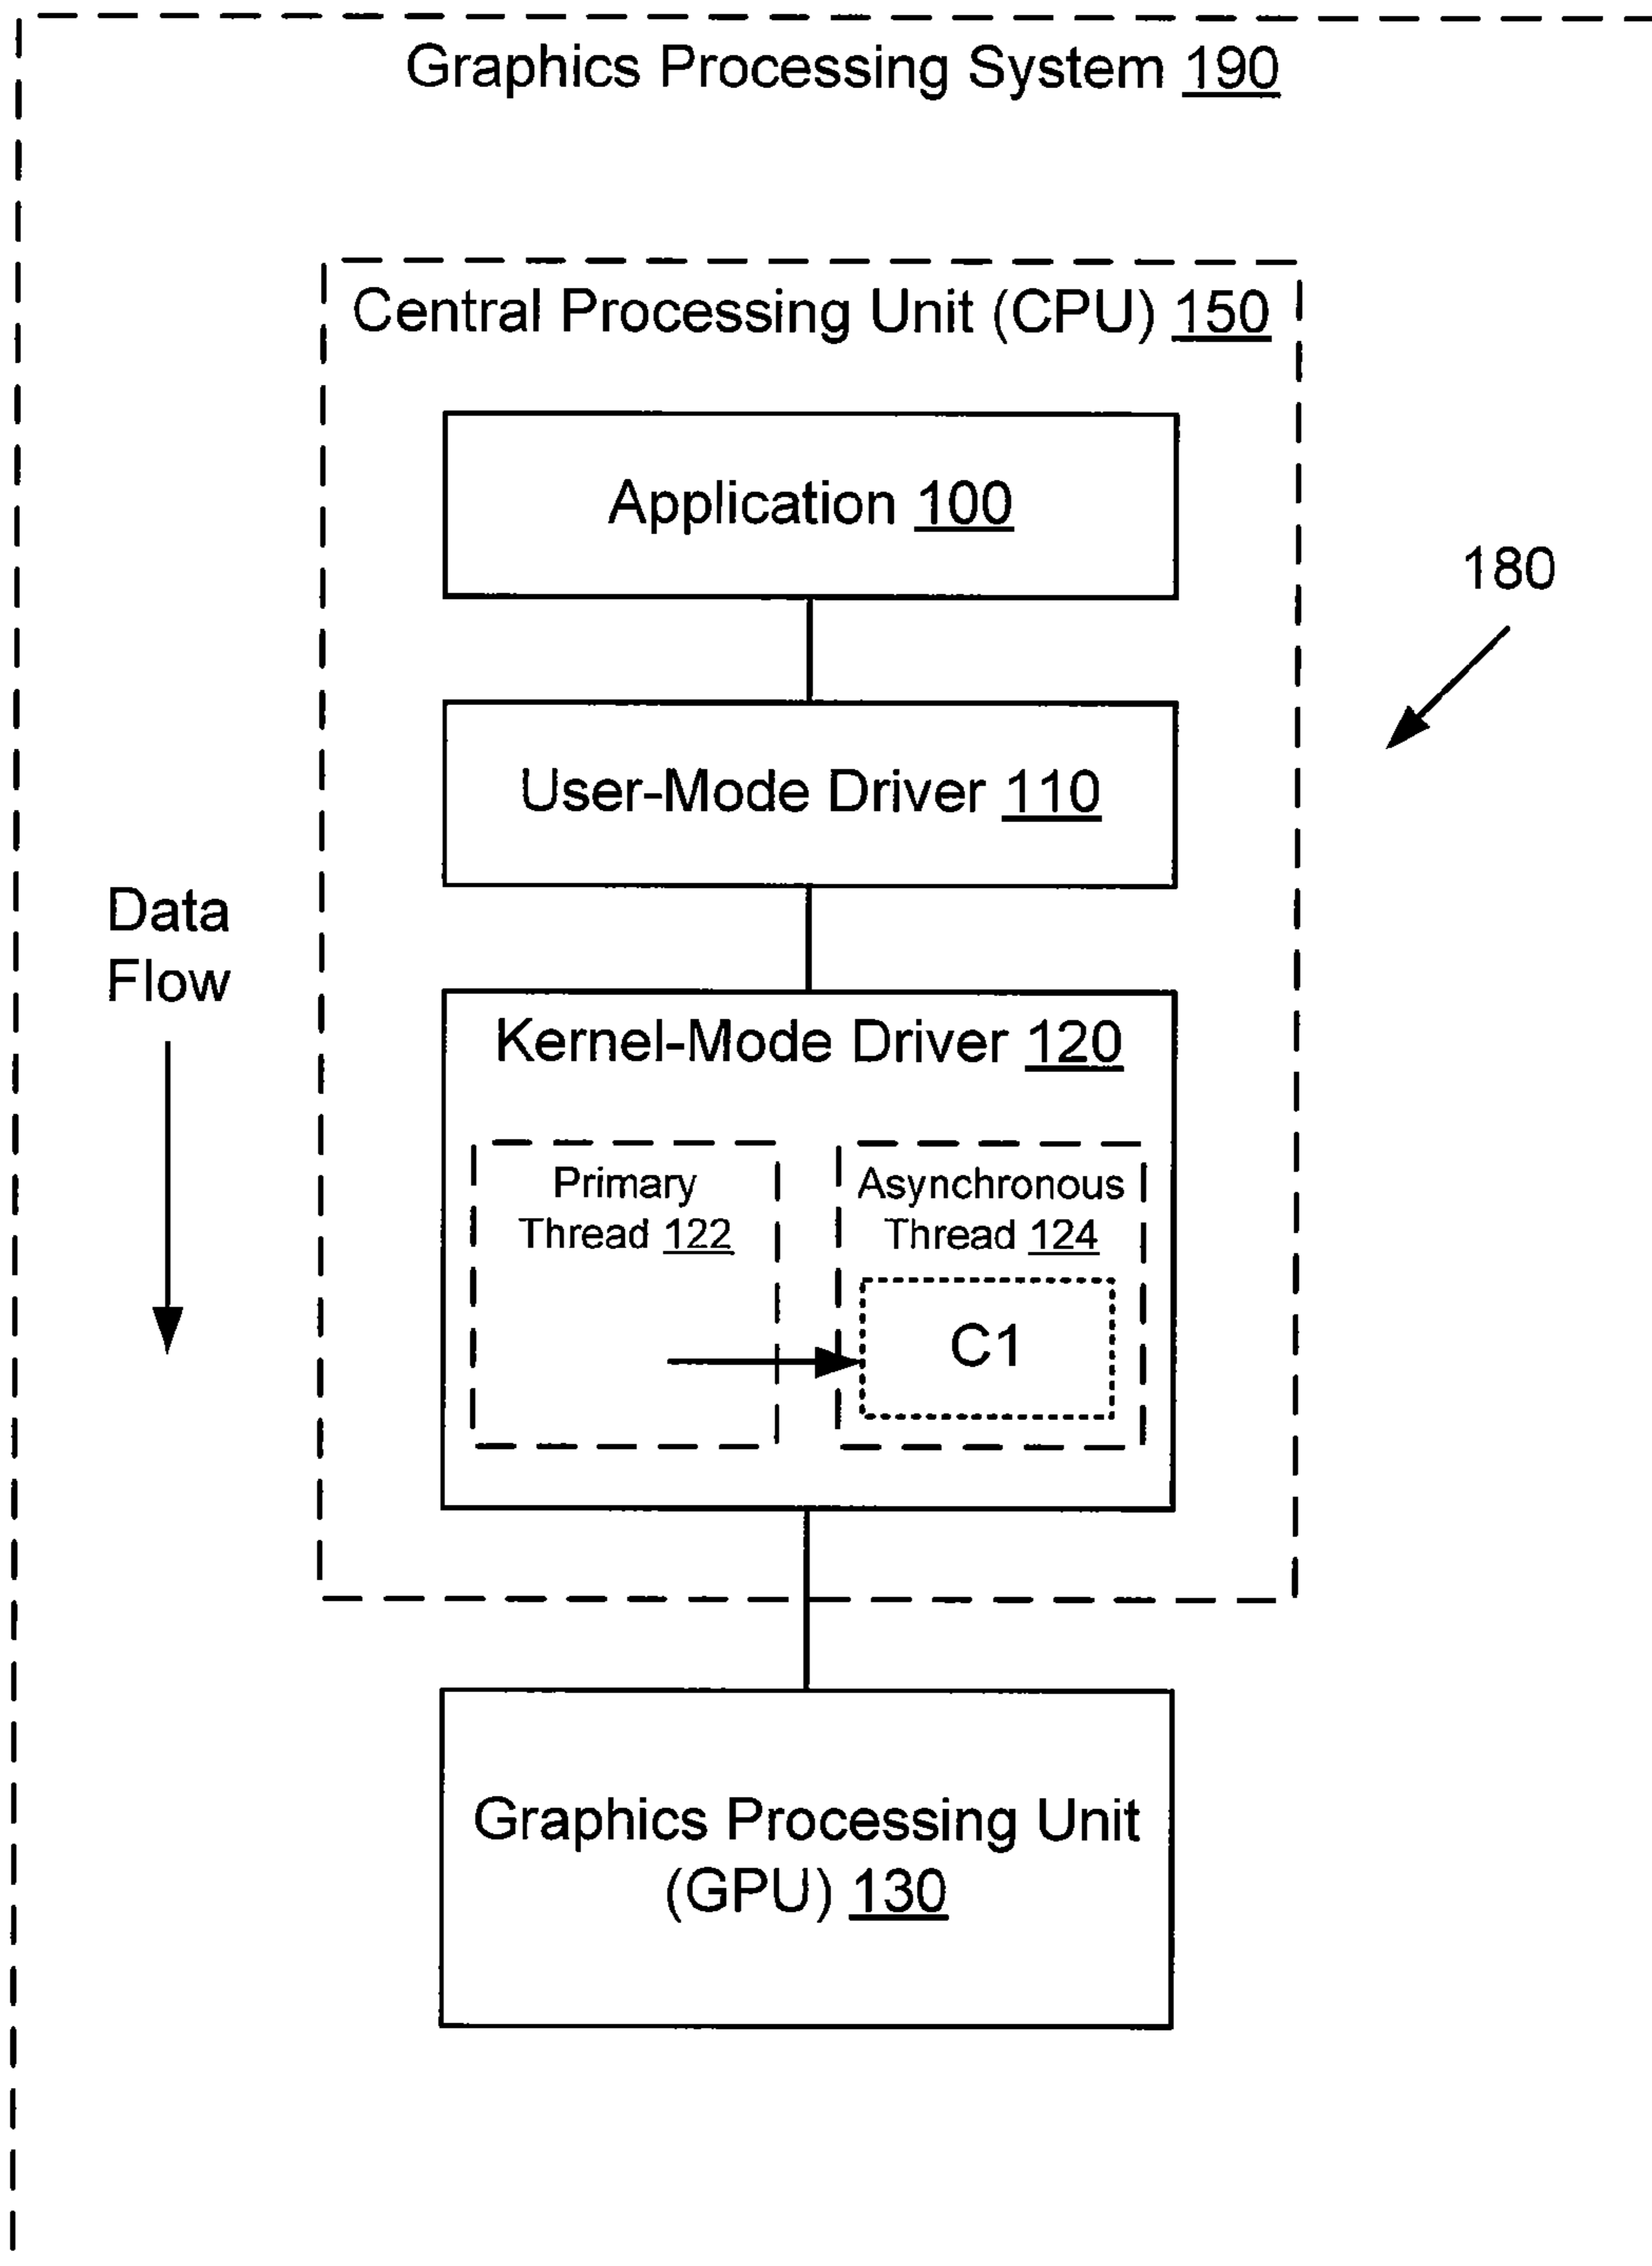 Graphics Processing System 190
Central Processing Unit (CPU) 150
Application 100
180
User-Mode Driver 110
Data
Flow
Kernel-Mode Driver 120
Primary
Thread 122
Asynchronous
Thread 124
C1
Graphics Processing Unit
(GPU) 130